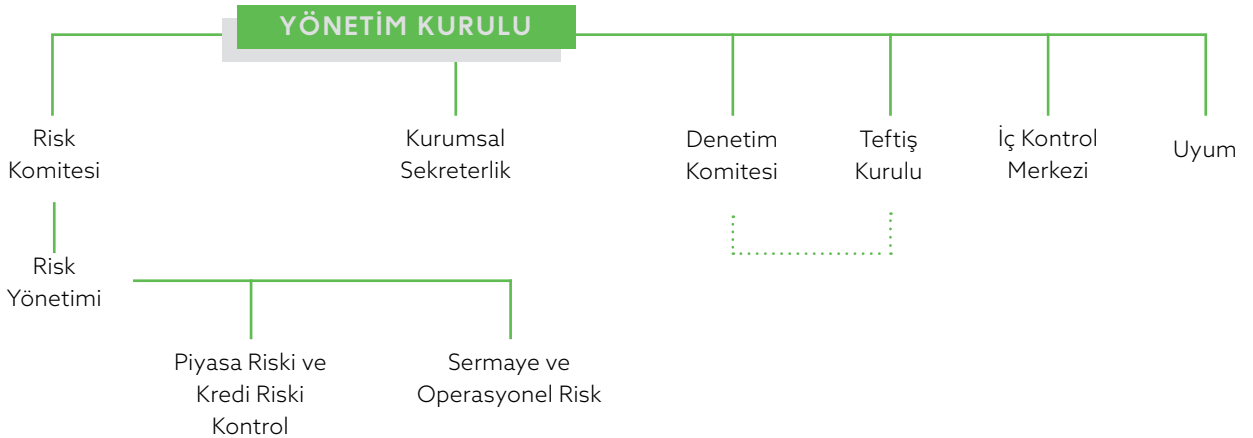 YÖNETİM KURULU
Risk
Komitesi
Kurumsal
Sekreterlik
Denetim
Komitesi
Teftiş
Kurulu
İç Kontrol
Merkezi
Uyum
Risk
Yönetimi
Piyasa Riski ve
Kredi Riski
Kontrol
Sermaye ve
Operasyonel Risk